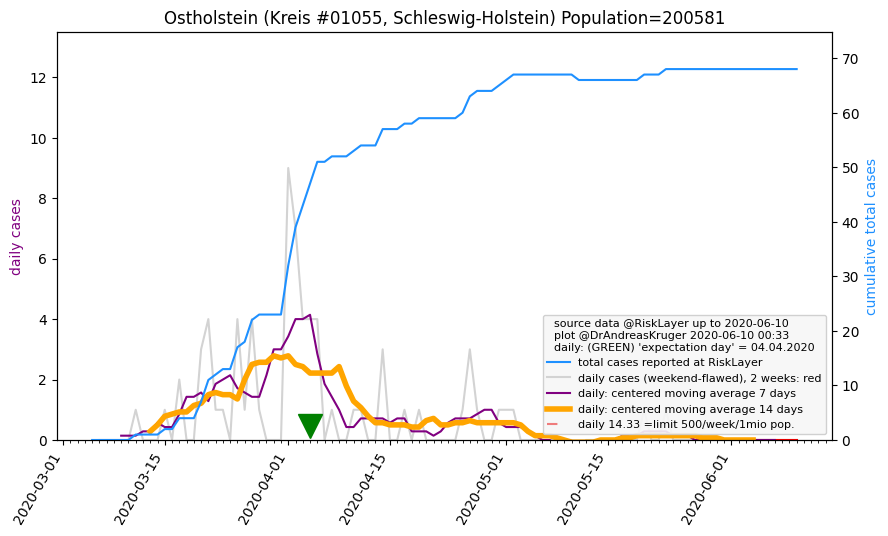 Ostholstein (Kreis #01055, Schleswig-Holstein) Population=200581
daily cases
12
10
8
6
4
2
0
70
60
50
40
30
20
10
0
cumulative total cases
source data @RiskLayer up to 2020-06-10
plot @DrAndreasKruger 2020-06-10 00:33
daily: (GREEN) 'expectation day' = 04.04.2020
total cases reported at RiskLayer
daily cases (weekend-flawed), 2 weeks: red
daily: centered moving average 7 days
daily: centered moving average 14 days
daily 14.33 =limit 500/week/1mio pop.
2020-03-01
2020-03-15
2020-04-01
2020-04-15
2020-05-01
2020-05-15
2020-06-01